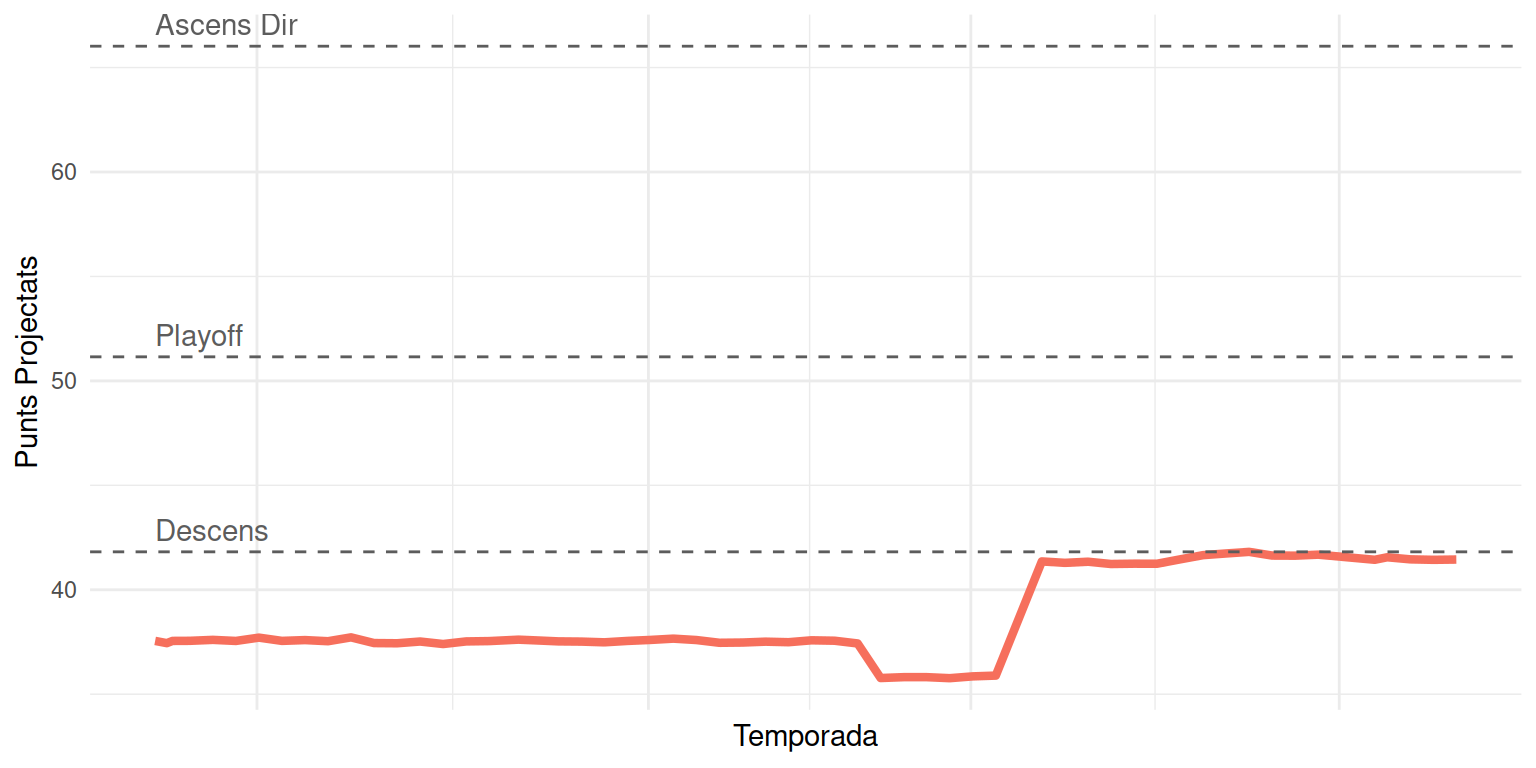 Ascens Dir
60
Playoff
50
Descens
40
Punts Projectats
Temporada